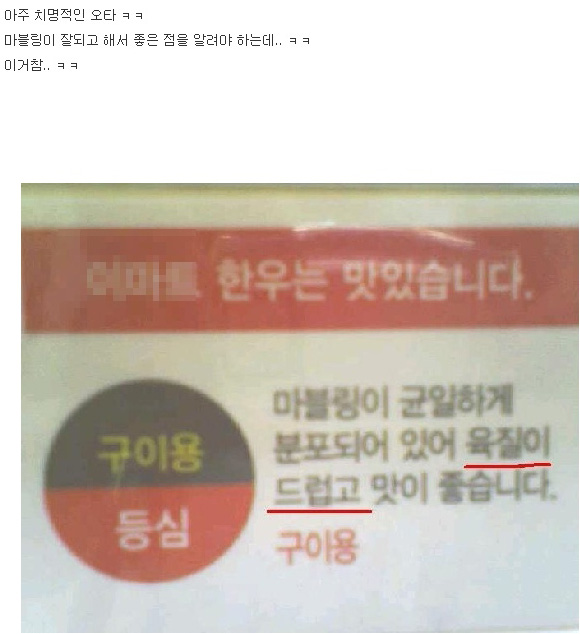 아주 치명적인 오타 ㅋㅋ
마블링이 잘되고 해서 좋은 점을 알려야 하는데.. ㅋㅋ
이거참.. ㅋㅋ
한우는 맛있습니다.
마블링이 균일하게
분포되어 있어 육질이
드럽고 맛이 좋습니다.
구이용
구이용
등심